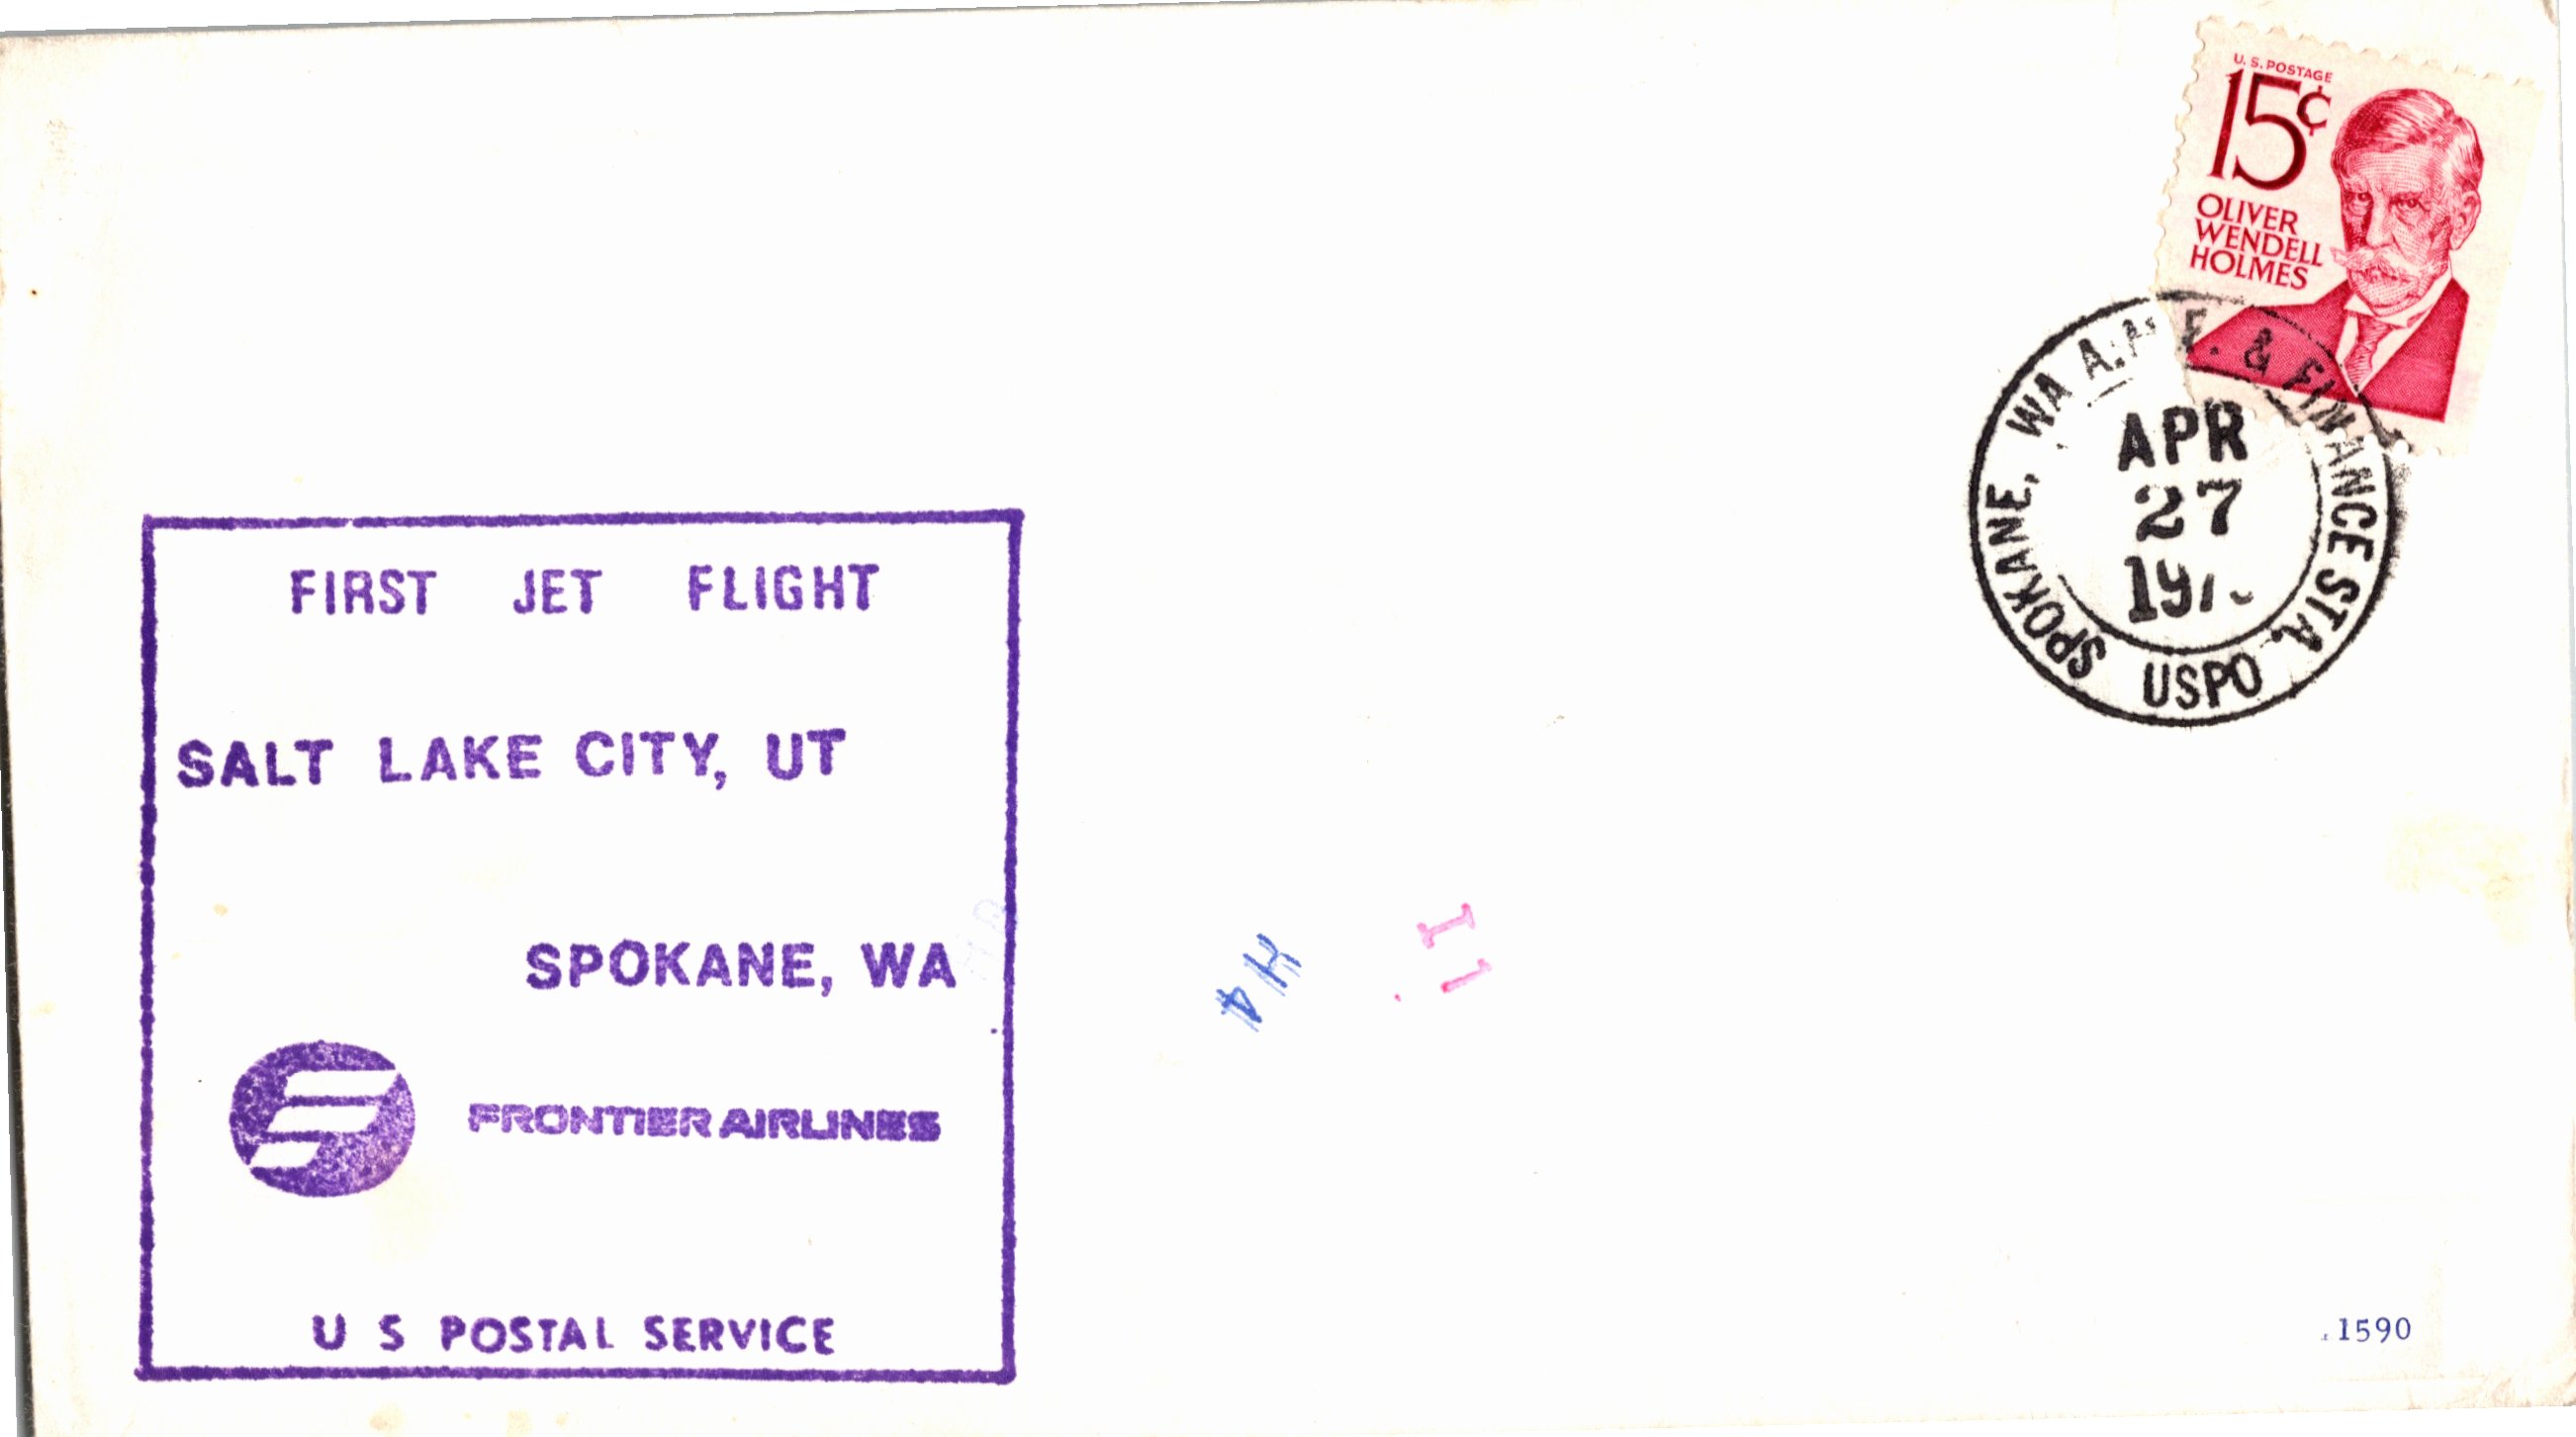 U.S. POSTAGE
15¢
OLIVER
WENDELL
HOLMES
SPOKANE, WA & FINANCE STA. USPO
APR
27
FIRST JET FLIGHT
SALT LAKE CITY, UT
SPOKANE, WA
FRONTIER AIRLINES
U S POSTAL SERVICE
H4
1590